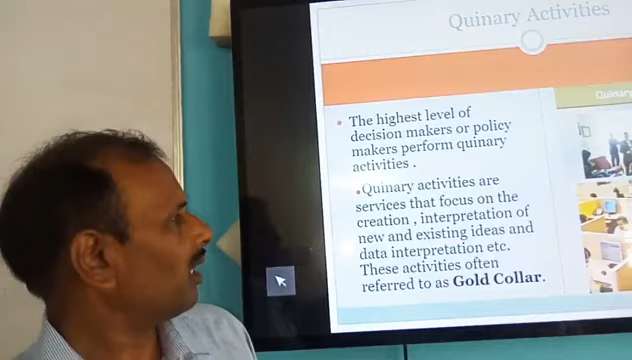 Quinary Activities
Quinary
The highest level of
decision makers or policy
makers perform quinary
activities .
Quinary activities are
services that focus on the
creation , interpretation of
new and existing ideas and
data interpretation etc.
These activities often
referred to as Gold Collar.